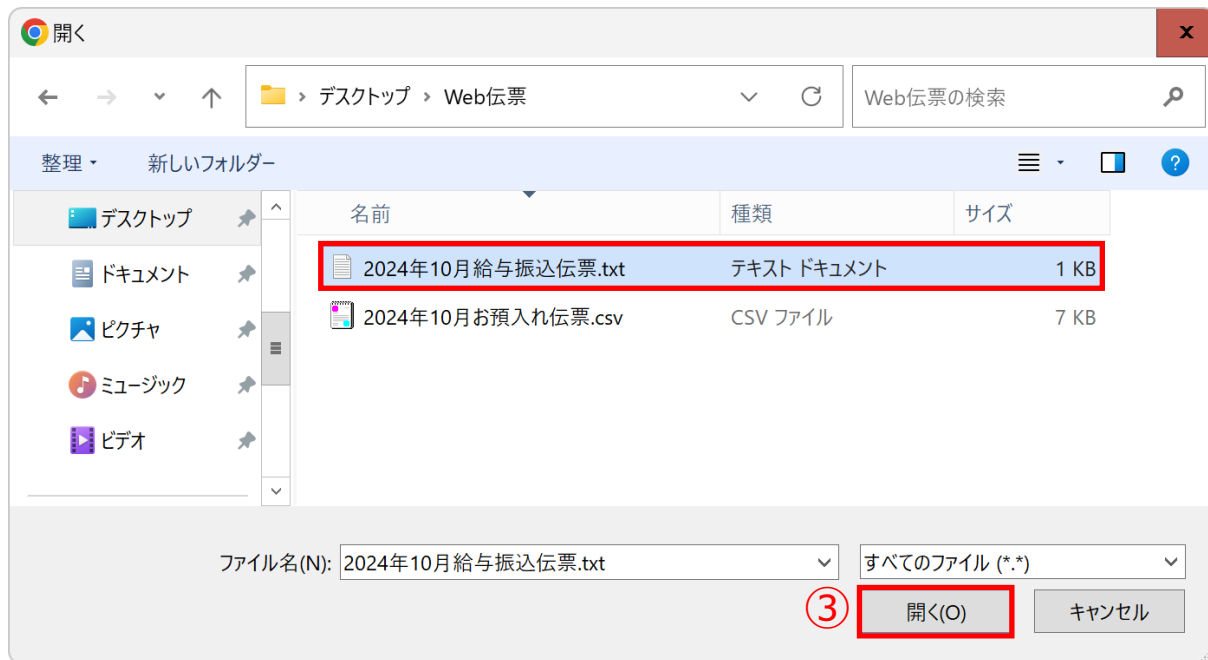 開く
デスクトップ › Web伝票
Web伝票の検索
整理
新しいフォルダー
?
デスクトップ
ドキュメント
ピクチャ
ミュージック
ビデオ
名前 種類 サイズ
2024年10月給与振込伝票.txt テキスト ドキュメント 1 KB
2024年10月お預入れ伝票.csv CSV ファイル 7 KB
ファイル名(N): 2024年10月給与振込伝票.txt すべてのファイル (*.*)
③ 開く(O) キャンセル